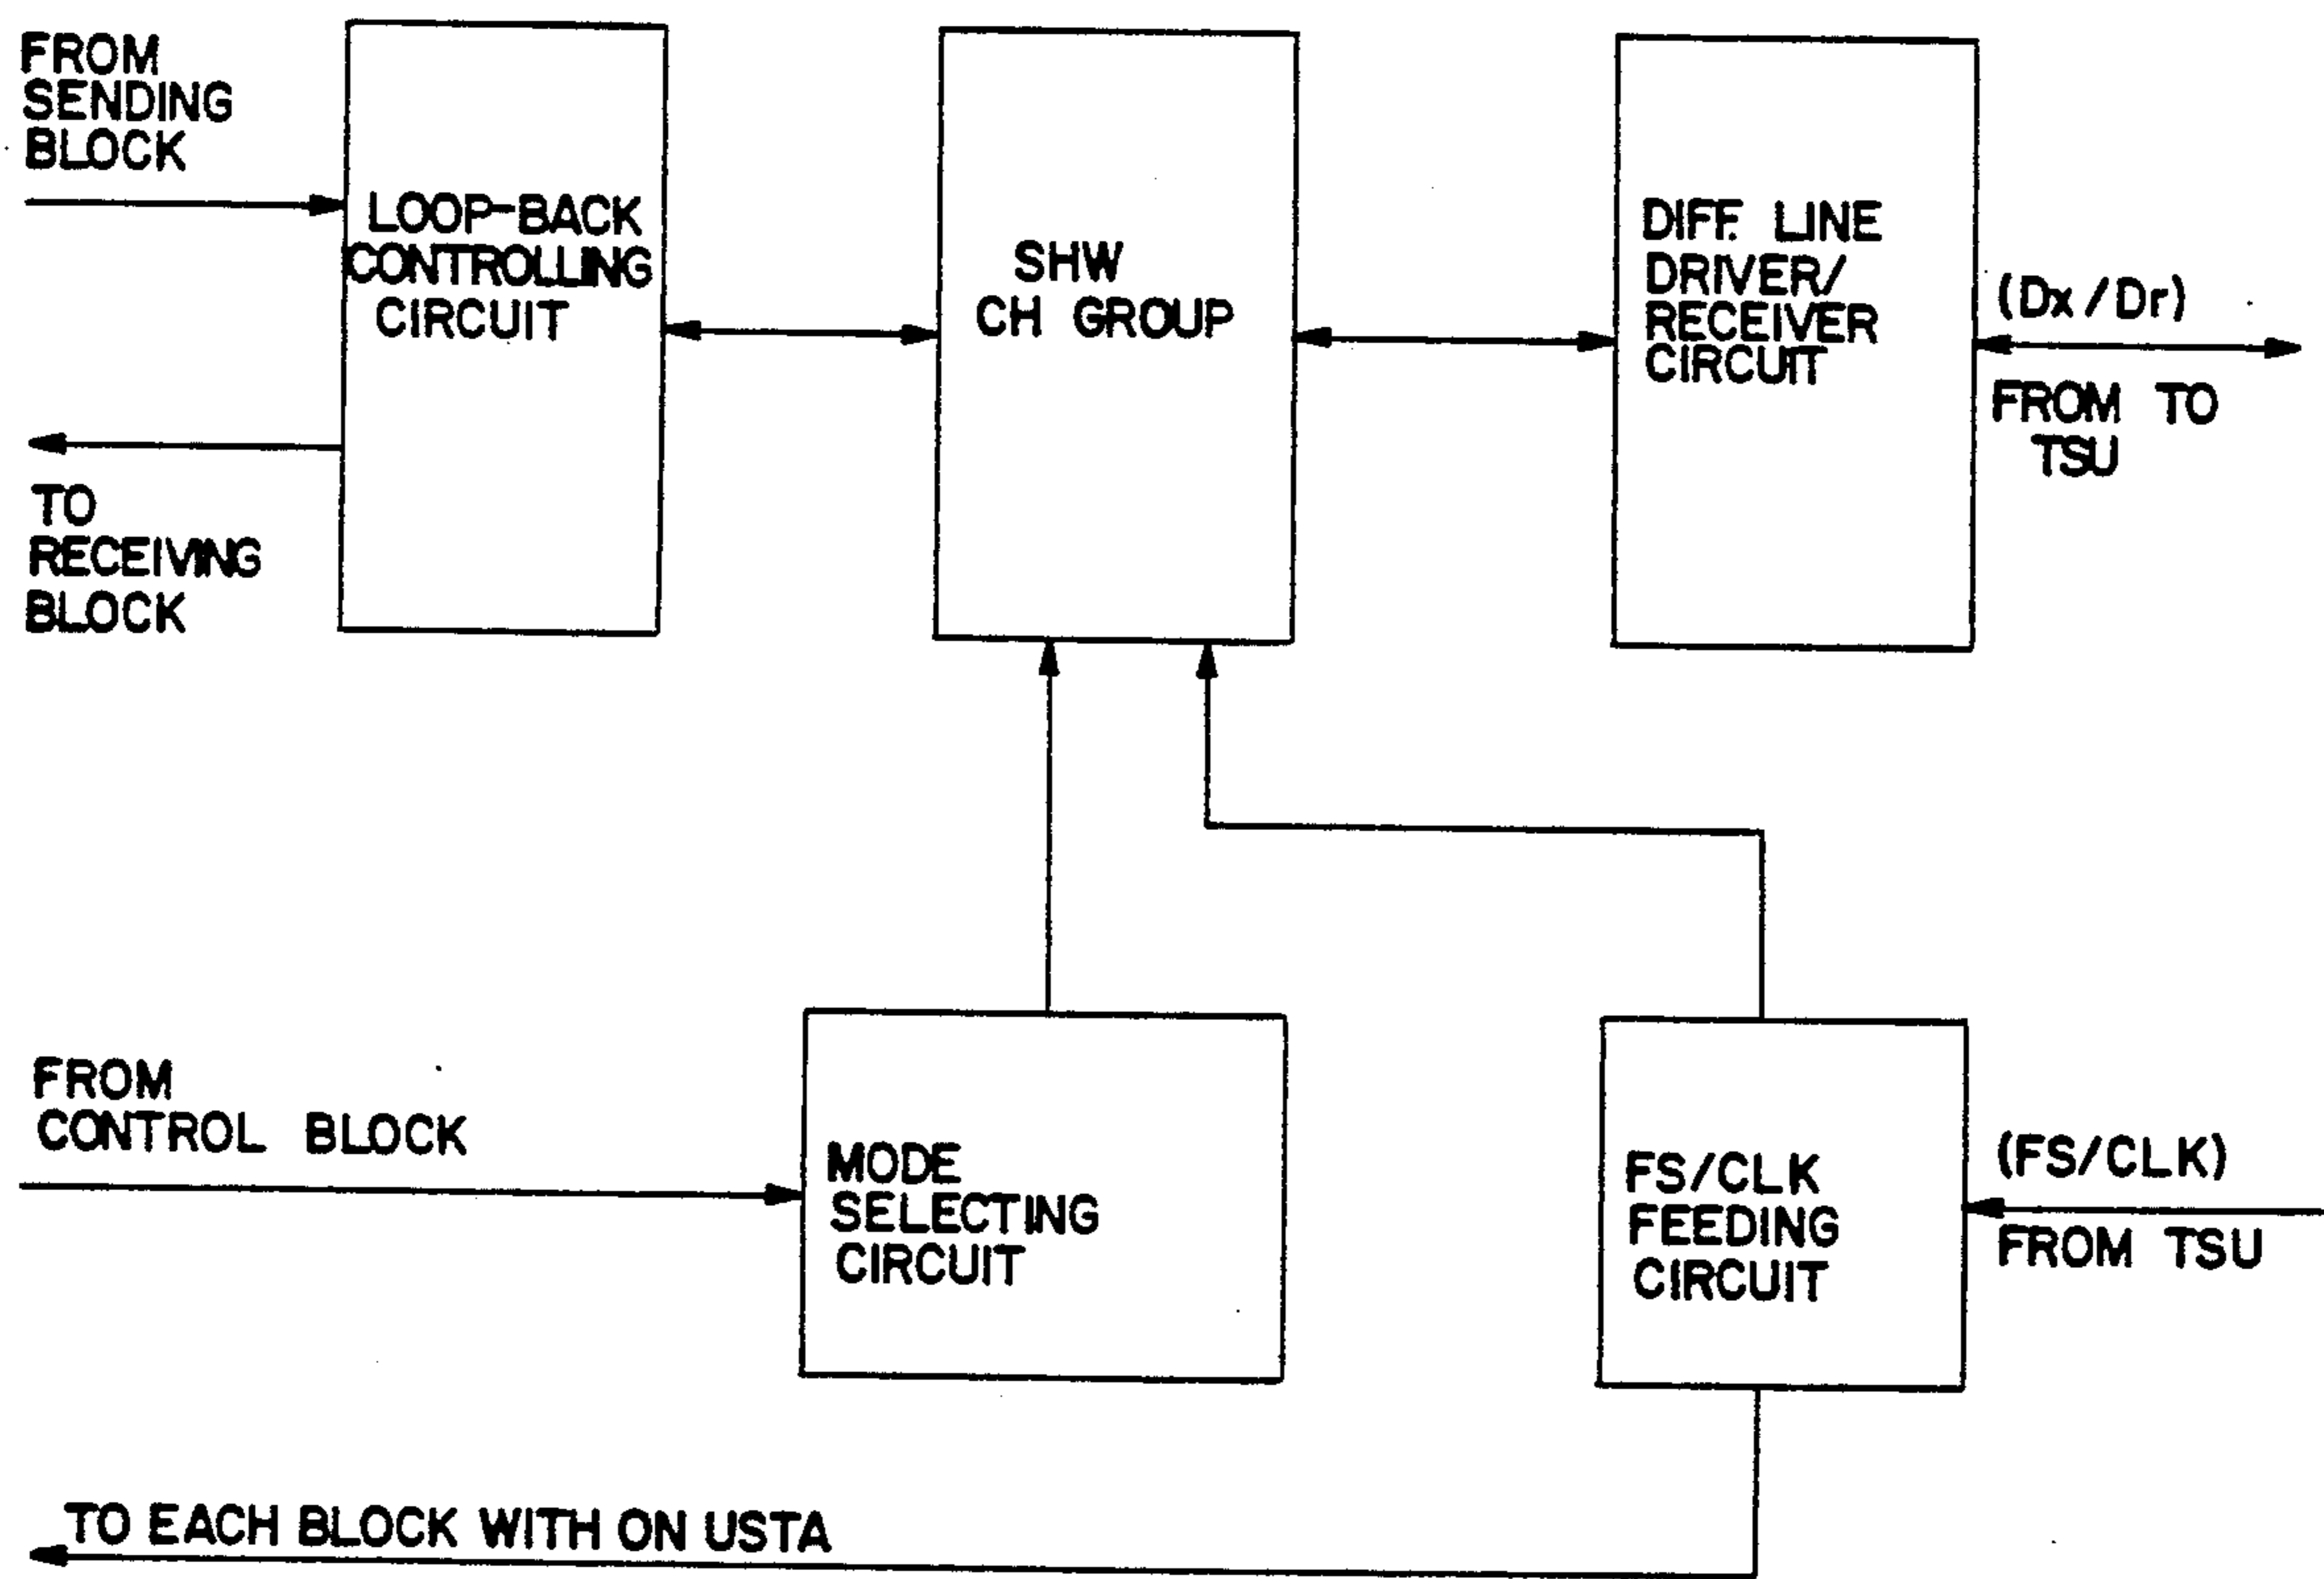 FROM
SENDING
BLOCK
LOOP-BACK
CONTROLLING
CIRCUIT
TO
RECEIVING
BLOCK
SHW
CH GROUP
DIFF. LINE
DRIVER/
RECEIVER
CIRCUIT
(Dx/Dr)
FROM TO
TSU
FROM
CONTROL BLOCK
MODE
SELECTING
CIRCUIT
FS/CLK
FEEDING
CIRCUIT
(FS/CLK)
FROM TSU
TO EACH BLOCK WITH ON USTA